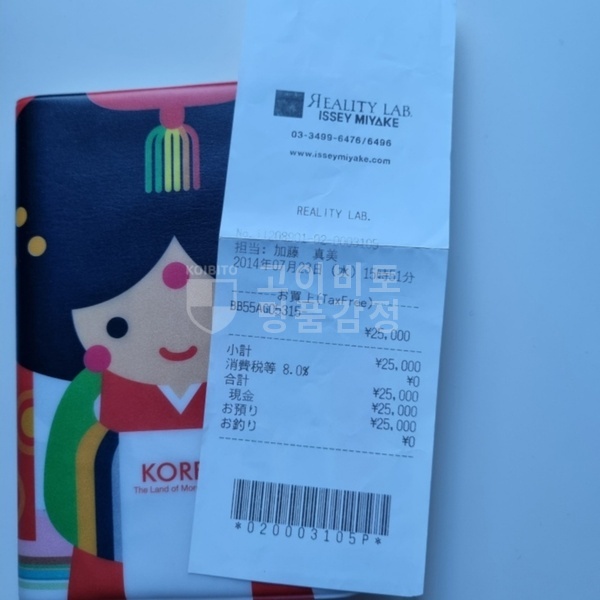 ЯEALITY LAB.
ISSEY MIYAKE
03-3499-6476/6496
www.isseymiyake.com
REALITY LAB.
担当: 加藤 真美
2014年07月23日 (水) 15時51分
お買上(TaxFree)
¥25,000
小計 ¥25,000
消費税等 8.0% ¥0
合計 ¥25,000
現金 ¥25,000
お預り ¥25,000
お釣り ¥0
*020003105P*
KOIBITO
코이비토
명품감정
KORE
The Land of Mor